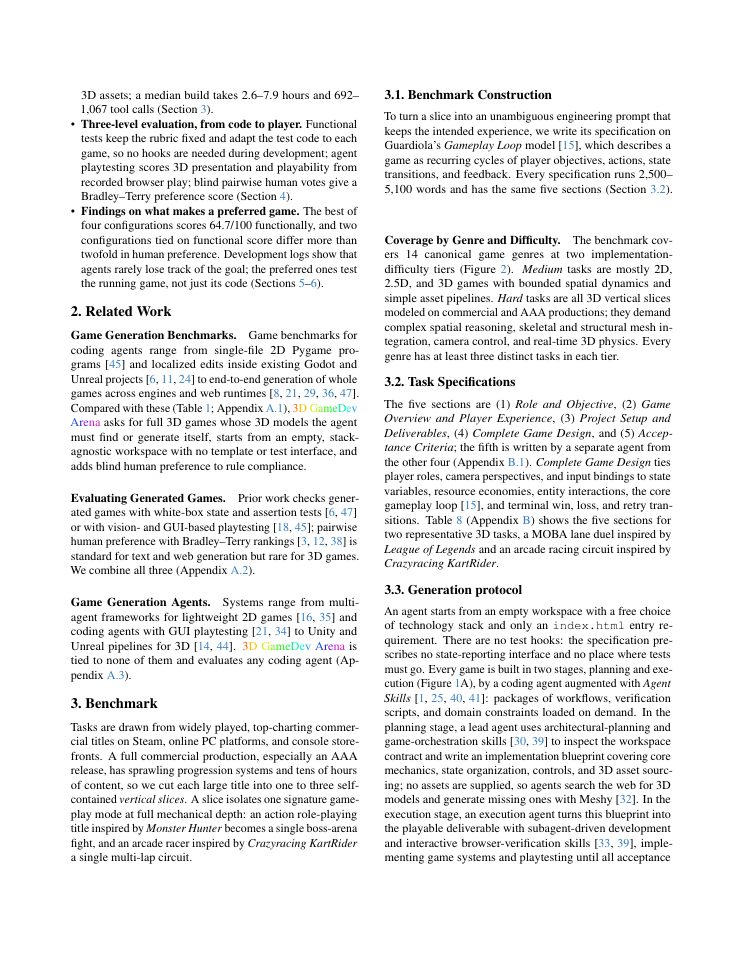 3D assets; a median build takes 2.6–7.9 hours and 692–
1,067 tool calls (Section 3).
• Three-level evaluation, from code to player. Functional
tests keep the rubric fixed and adapt the test code to each
game, so no hooks are needed during development; agent
playtesting scores 3D presentation and playability from
recorded browser play; blind pairwise human votes give a
Bradley–Terry preference score (Section 4).
• Findings on what makes a preferred game. The best of
four configurations scores 64.7/100 functionally, and two
configurations tied on functional score differ more than
twofold in human preference. Development logs show that
agents rarely lose track of the goal; the preferred ones test
the running game, not just its code (Sections 5–6).
2. Related Work
Game Generation Benchmarks. Game benchmarks for
coding agents range from single-file 2D Pygame pro-
grams [45] and localized edits inside existing Godot and
Unreal projects [6, 11, 24] to end-to-end generation of whole
games across engines and web runtimes [8, 21, 29, 36, 47].
Compared with these (Table 1; Appendix A.1), 3D GameDev
Arena asks for full 3D games whose 3D models the agent
must find or generate itself, starts from an empty, stack-
agnostic workspace with no template or test interface, and
adds blind human preference to rule compliance.
Evaluating Generated Games. Prior work checks gener-
ated games with white-box state and assertion tests [6, 47]
or with vision- and GUI-based playtesting [18, 45]; pairwise
human preference with Bradley–Terry rankings [3, 12, 38] is
standard for text and web generation but rare for 3D games.
We combine all three (Appendix A.2).
Game Generation Agents. Systems range from multi-
agent frameworks for lightweight 2D games [16, 35] and
coding agents with GUI playtesting [21, 34] to Unity and
Unreal pipelines for 3D [14, 44]. 3D GameDev Arena is
tied to none of them and evaluates any coding agent (Ap-
pendix A.3).
3. Benchmark
Tasks are drawn from widely played, top-charting commer-
cial titles on Steam, online PC platforms, and console store-
fronts. A full commercial production, especially an AAA
release, has sprawling progression systems and tens of hours
of content, so we cut each large title into one to three self-
contained vertical slices. A slice isolates one signature game-
play mode at full mechanical depth: an action role-playing
title inspired by Monster Hunter becomes a single boss-arena
fight, and an arcade racer inspired by Crazyracing KartRider
a single multi-lap circuit.
3.1. Benchmark Construction
To turn a slice into an unambiguous engineering prompt that
keeps the intended experience, we write its specification on
Guardiola's Gameplay Loop model [15], which describes a
game as recurring cycles of player objectives, actions, state
transitions, and feedback. Every specification runs 2,500–
5,100 words and has the same five sections (Section 3.2).
Coverage by Genre and Difficulty. The benchmark cov-
ers 14 canonical game genres at two implementation-
difficulty tiers (Figure 2). Medium tasks are mostly 2D,
2.5D, and 3D games with bounded spatial dynamics and
simple asset pipelines. Hard tasks are all 3D vertical slices
modeled on commercial and AAA productions; they demand
complex spatial reasoning, skeletal and structural mesh in-
tegration, camera control, and real-time 3D physics. Every
genre has at least three distinct tasks in each tier.
3.2. Task Specifications
The five sections are (1) Role and Objective, (2) Game
Overview and Player Experience, (3) Project Setup and
Deliverables, (4) Complete Game Design, and (5) Accep-
tance Criteria; the fifth is written by a separate agent from
the other four (Appendix B.1). Complete Game Design ties
player roles, camera perspectives, and input bindings to state
variables, resource economies, entity interactions, the core
gameplay loop [15], and terminal win, loss, and retry tran-
sitions. Table 8 (Appendix B) shows the five sections for
two representative 3D tasks, a MOBA lane duel inspired by
League of Legends and an arcade racing circuit inspired by
Crazyracing KartRider.
3.3. Generation protocol
An agent starts from an empty workspace with a free choice
of technology stack and only an index.html entry re-
quirement. There are no test hooks: the specification pre-
scribes no state-reporting interface and no place where tests
must go. Every game is built in two stages, planning and exe-
cution (Figure 1A), by a coding agent augmented with Agent
Skills [1, 25, 40, 41]: packages of workflows, verification
scripts, and domain constraints loaded on demand. In the
planning stage, a lead agent uses architectural-planning and
game-orchestration skills [30, 39] to inspect the workspace
contract and write an implementation blueprint covering core
mechanics, state organization, controls, and 3D asset sourc-
ing; no assets are supplied, so agents search the web for 3D
models and generate missing ones with Meshy [32]. In the
execution stage, an execution agent turns this blueprint into
the playable deliverable with subagent-driven development
and interactive browser-verification skills [33, 39], imple-
menting game systems and playtesting until all acceptance